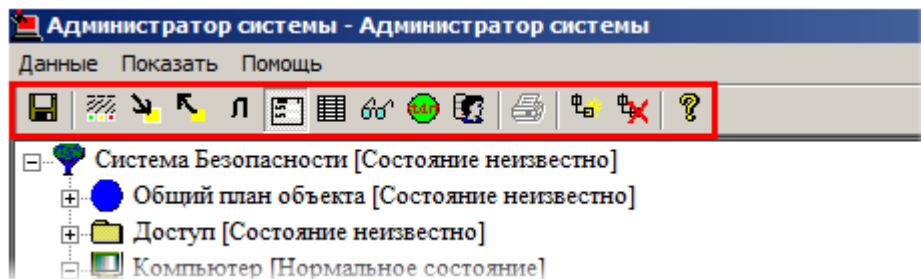 Администратор системы - Администратор системы
Данные Показать Помощь
Л
Система Безопасности [Состояние неизвестно]
Общий план объекта [Состояние неизвестно]
Доступ [Состояние неизвестно]
Компьютер [Нормальное состояние]